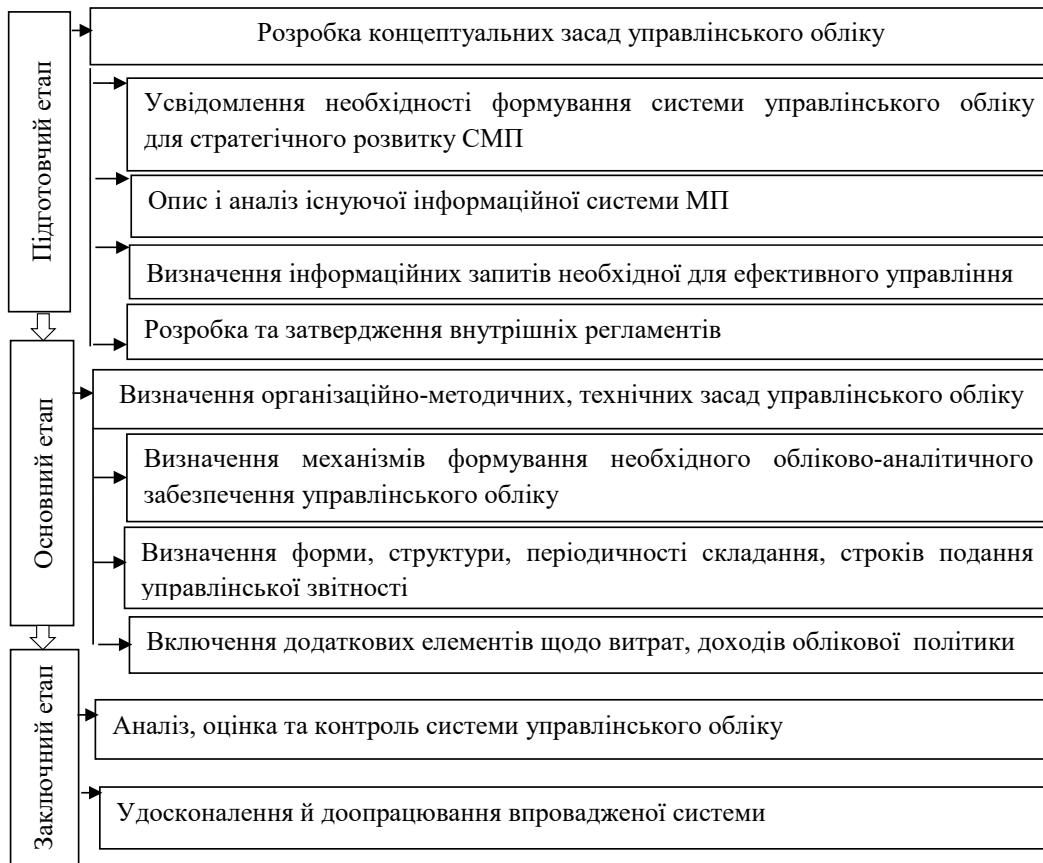 Підготовчий етап
Розробка концептуальних засад управлінського обліку
Усвідомлення необхідності формування системи управлінського обліку
для стратегічного розвитку СМП
Опис і аналіз існуючої інформаційної системи МП
Визначення інформаційних запитів необхідної для ефективного управління
Розробка та затвердження внутрішніх регламентів
Основний етап
Визначення організаційно-методичних, технічних засад управлінського обліку
Визначення механізмів формування необхідного обліково-аналітичного
забезпечення управлінського обліку
Визначення форми, структури, періодичності складання, строків подання
управлінської звітності
Включення додаткових елементів щодо витрат, доходів облікової політики
Заключний етап
Аналіз, оцінка та контроль системи управлінського обліку
Удосконалення й доопрацювання впровадженої системи